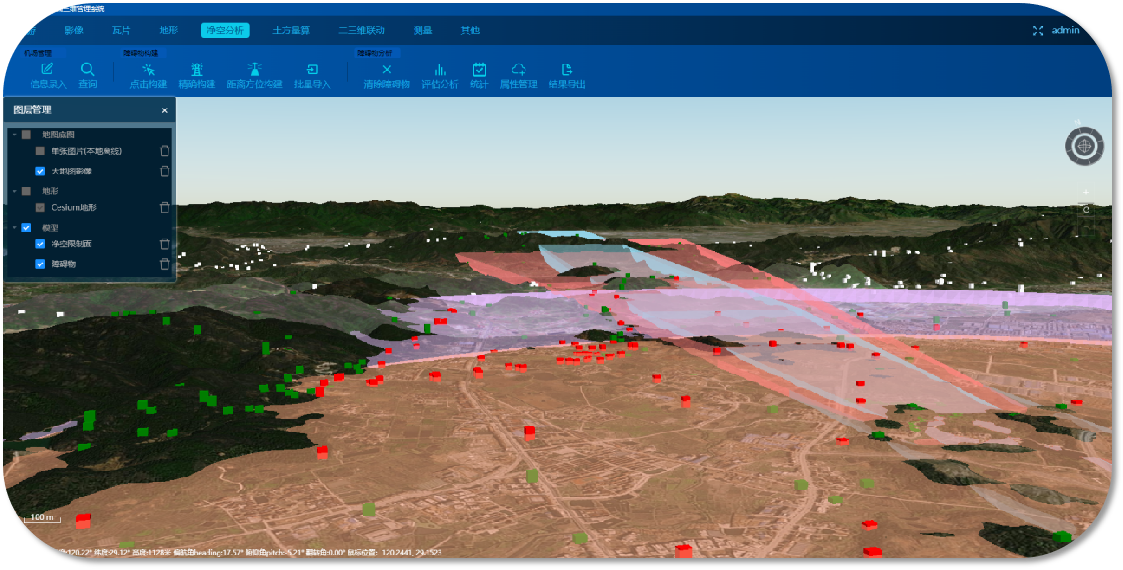 三维管理系统
影像 瓦片 地形 净空分析 土方量算 二三维联动 测量 其他 admin
机场管理 障碍物构建 障碍物分析
信息录入 查询 点击构建 精确构建 距离方位构建 批量导入 清除障碍物 评估分析 统计 属性管理 结果导出
图层管理
地图底图
单张图片(本地离线)
天地图影像
地形
Cesium地形
模型
净空限制面
障碍物
100 m
:120.22° 纬度:29.12° 高度:1128米 偏航角heading:17.57° 俯仰角pitch:-5.21° 翻滚角:0.00° 鼠标位置：120.2441, 29.1523